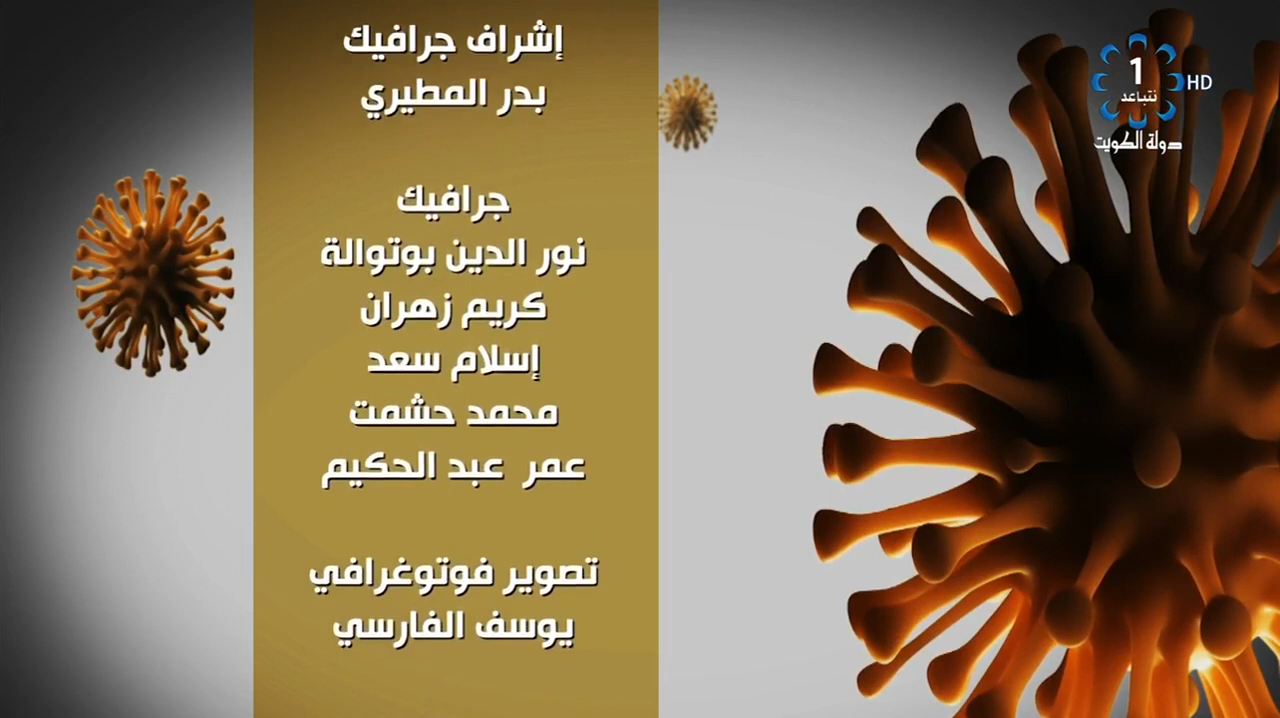 إشراف جرافيك
بدر المطيري
جرافيك
نور الدين بوتوالة
كريم زهران
إسلام سعد
محمد حشمت
عمر عبد الحكيم
تصوير فوتوغرافي
يوسف الفارسي
1
نتباعد
HD
دولة الكويت